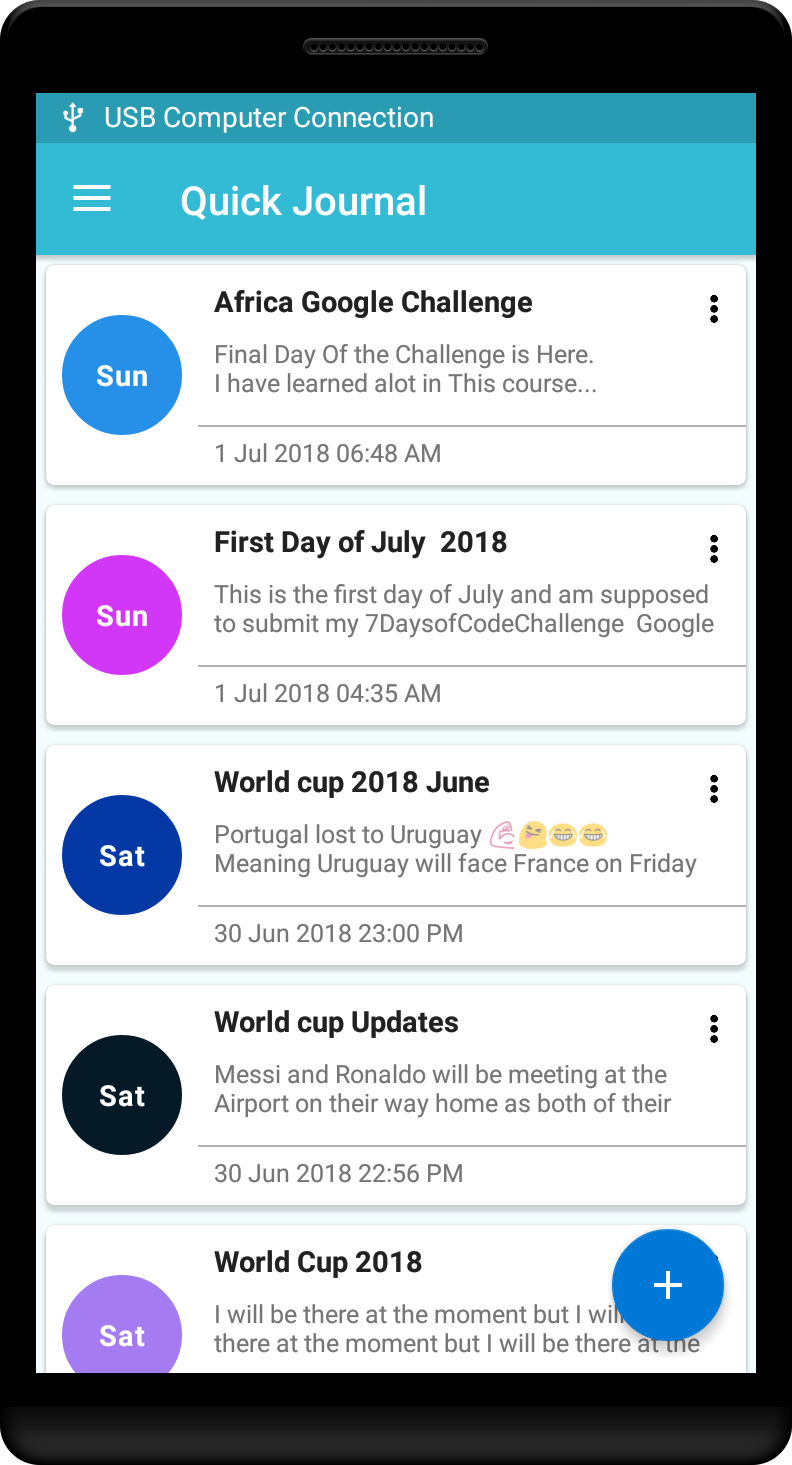 USB Computer Connection
Quick Journal
Africa Google Challenge
Sun
Final Day Of the Challenge is Here.
I have learned alot in This course...
1 Jul 2018 06:48 AM
First Day of July  2018
Sun
This is the first day of July and am supposed
to submit my 7DaysofCodeChallenge  Google
1 Jul 2018 04:35 AM
World cup 2018 June
Sat
Portugal lost to Uruguay 💪😝😂😂
Meaning Uruguay will face France on Friday
30 Jun 2018 23:00 PM
World cup Updates
Sat
Messi and Ronaldo will be meeting at the
Airport on their way home as both of their
30 Jun 2018 22:56 PM
World Cup 2018
Sat
I will be there at the moment but I will
there at the moment but I will be there at the